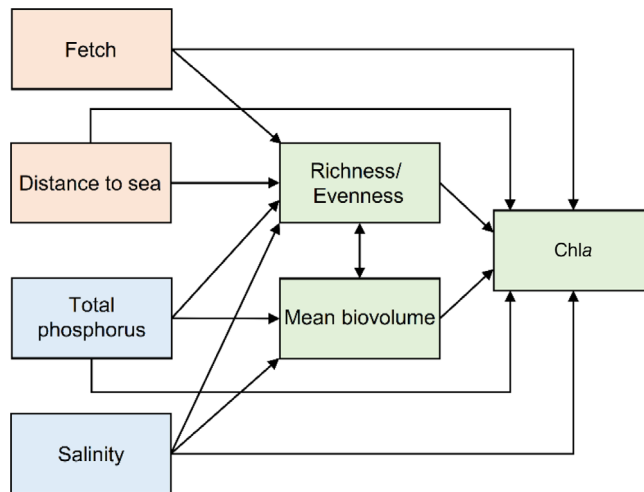 Fetch
Distance to sea
Richness/
Evenness
Chla
Total
phosphorus
Mean biovolume
Salinity